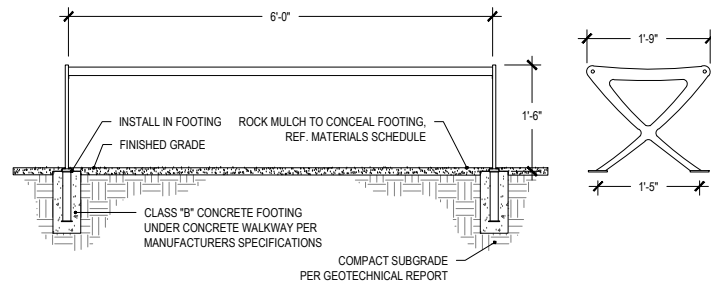 6'-0"
1'-9"
INSTALL IN FOOTING
ROCK MULCH TO CONCEAL FOOTING,
REF. MATERIALS SCHEDULE
1'-6"
FINISHED GRADE
CLASS "B" CONCRETE FOOTING
UNDER CONCRETE WALKWAY PER
MANUFACTURERS SPECIFICATIONS
1'-5"
COMPACT SUBGRADE
PER GEOTECHNICAL REPORT